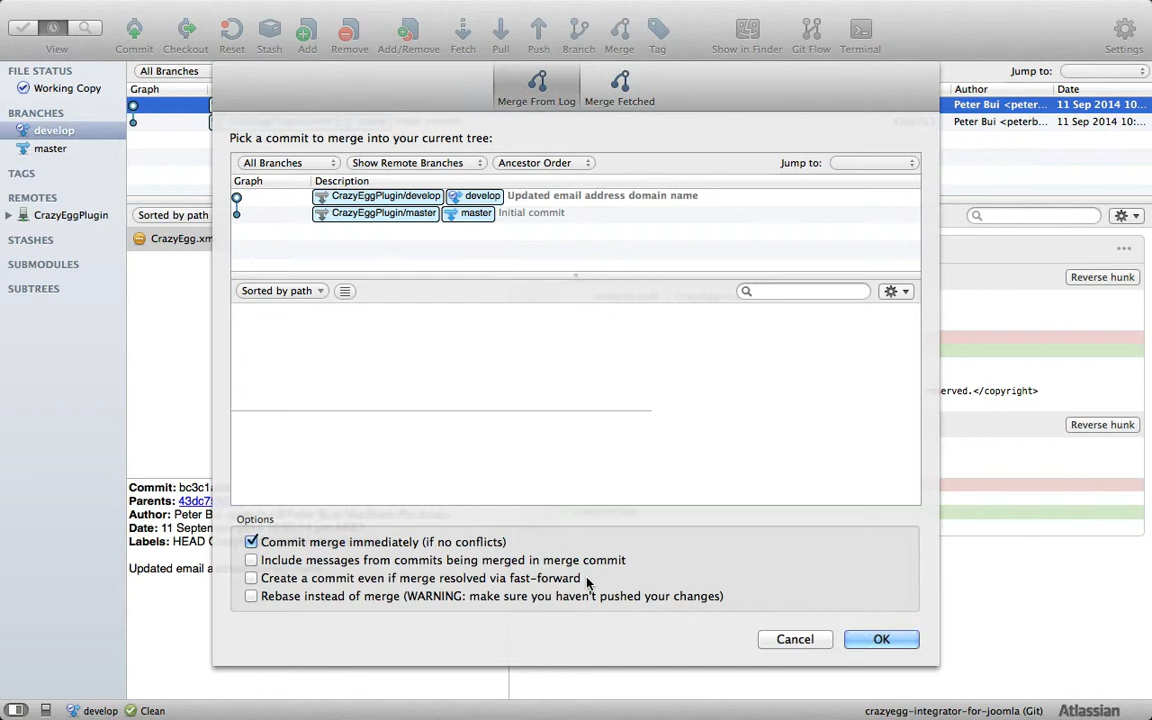 View
Commit
Checkout
Reset
Stash
Add
Remove
Add/Remove
Fetch
Pull
Push
Branch
Merge
Tag
Show in Finder
Git Flow
Terminal
Settings
FILE STATUS
Working Copy
BRANCHES
develop
master
TAGS
REMOTES
CrazyEggPlugin
STASHES
SUBMODULES
SUBTREES
All Branches
Jump to:
Graph
Author
Date
Peter Bui <peter...
11 Sep 2014 10...
Peter Bui <peterb...
11 Sep 2014 10:...
Sorted by path
CrazyEgg.xm
Merge From Log
Merge Fetched
Pick a commit to merge into your current tree:
All Branches
Show Remote Branches
Ancestor Order
Jump to:
Graph
Description
CrazyEggPlugin/develop
develop
Updated email address domain name
CrazyEggPlugin/master
master
Initial commit
Sorted by path
Options
Commit merge immediately (if no conflicts)
Include messages from commits being merged in merge commit
Create a commit even if merge resolved via fast-forward
Rebase instead of merge (WARNING: make sure you haven't pushed your changes)
Cancel
OK
Reverse hunk
erved.</copyright>
Reverse hunk
Commit: bc3c1
Parents: 43dc7
Author: Peter B
Date: 11 Septem
Labels: HEAD
Updated email a
develop
Clean
crazyegg-integrator-for-joomla (Git)
Atlassian